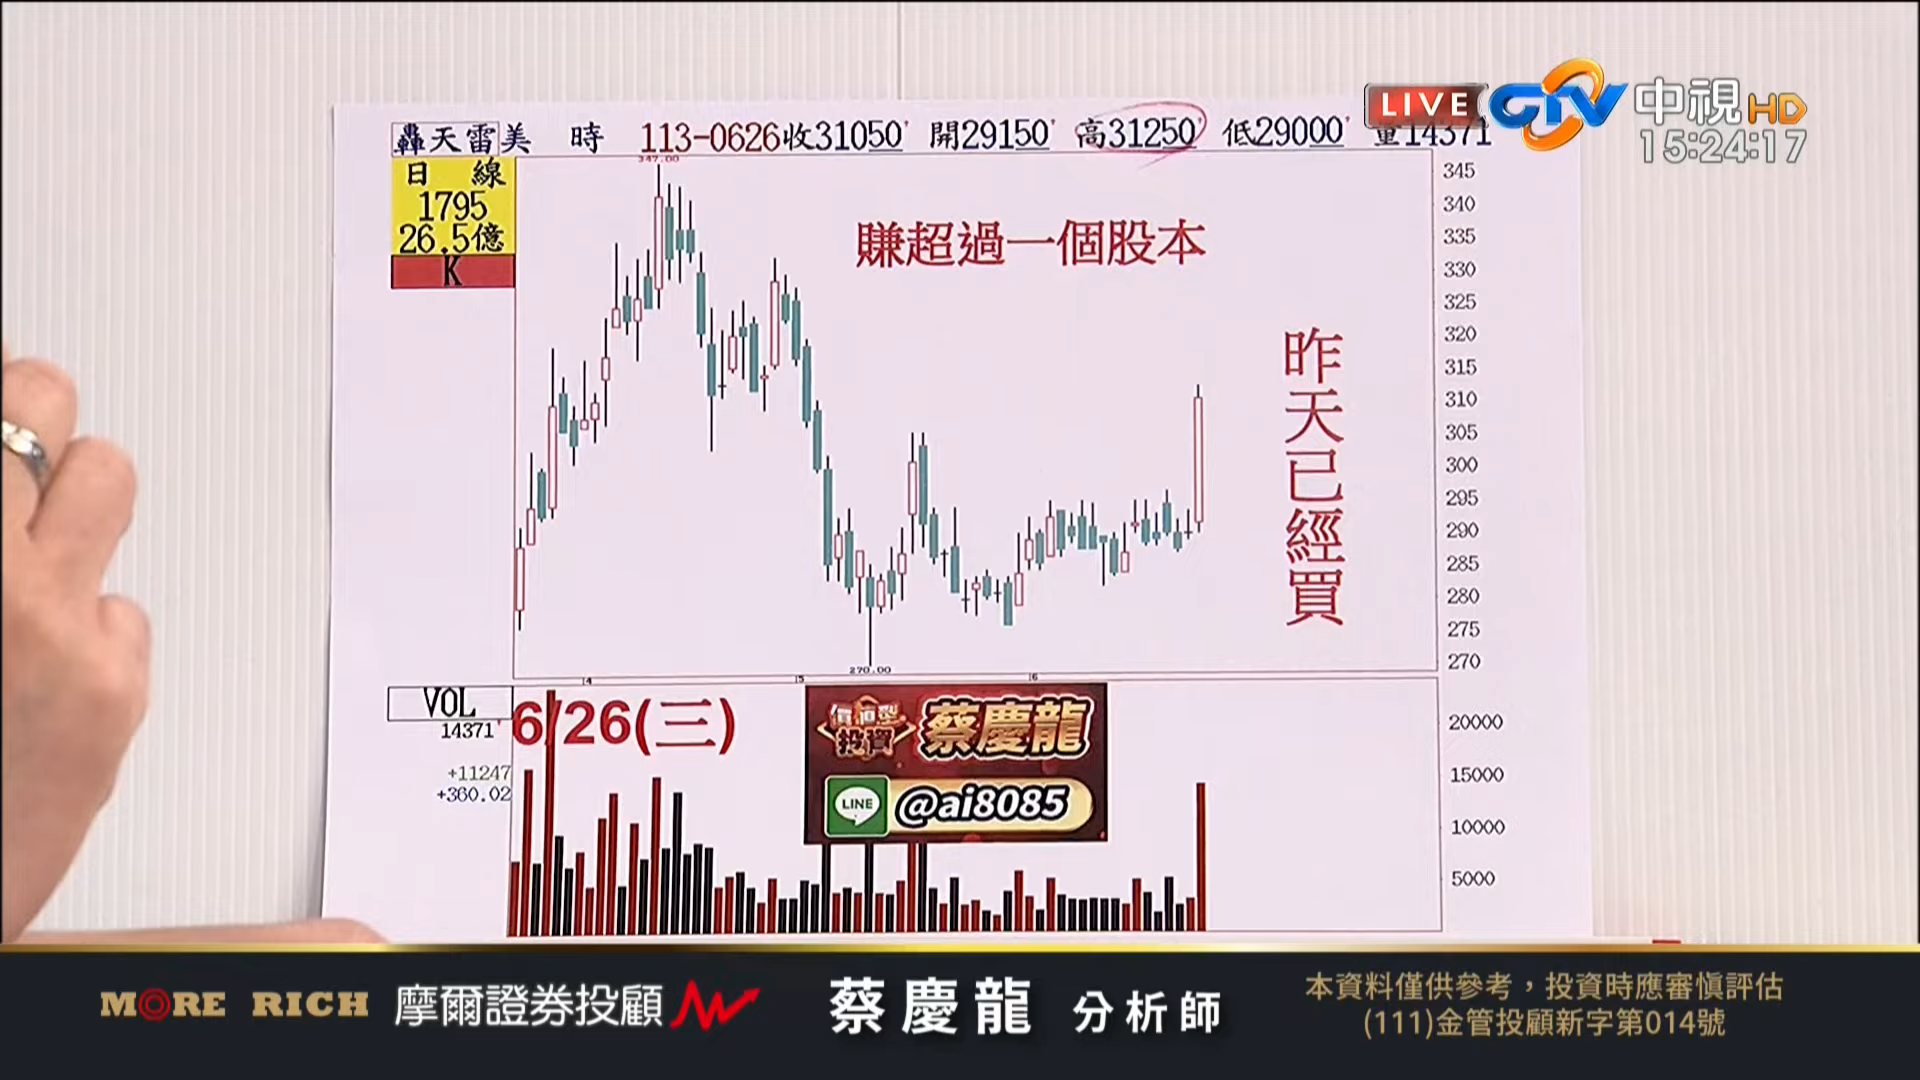 LIVE
CTV 中視HD
15:24:17
轟天雷美 時 113-0626收31050' 開29150' 高31250' 低29000' 量14371
日 線
1795
26.5億
K
347.00
賺超過一個股本
昨天已經買
345
340
335
330
325
320
315
310
305
300
295
290
285
280
275
270
270.00
4 5 6
VOL
14371'
+11247
+360.02
6/26(三)
價值型
投資
蔡慶龍
LINE @ai8085
20000
15000
10000
5000
MORE RICH 摩爾證券投顧
蔡慶龍 分析師
本資料僅供參考，投資時應審慎評估
(111)金管投顧新字第014號